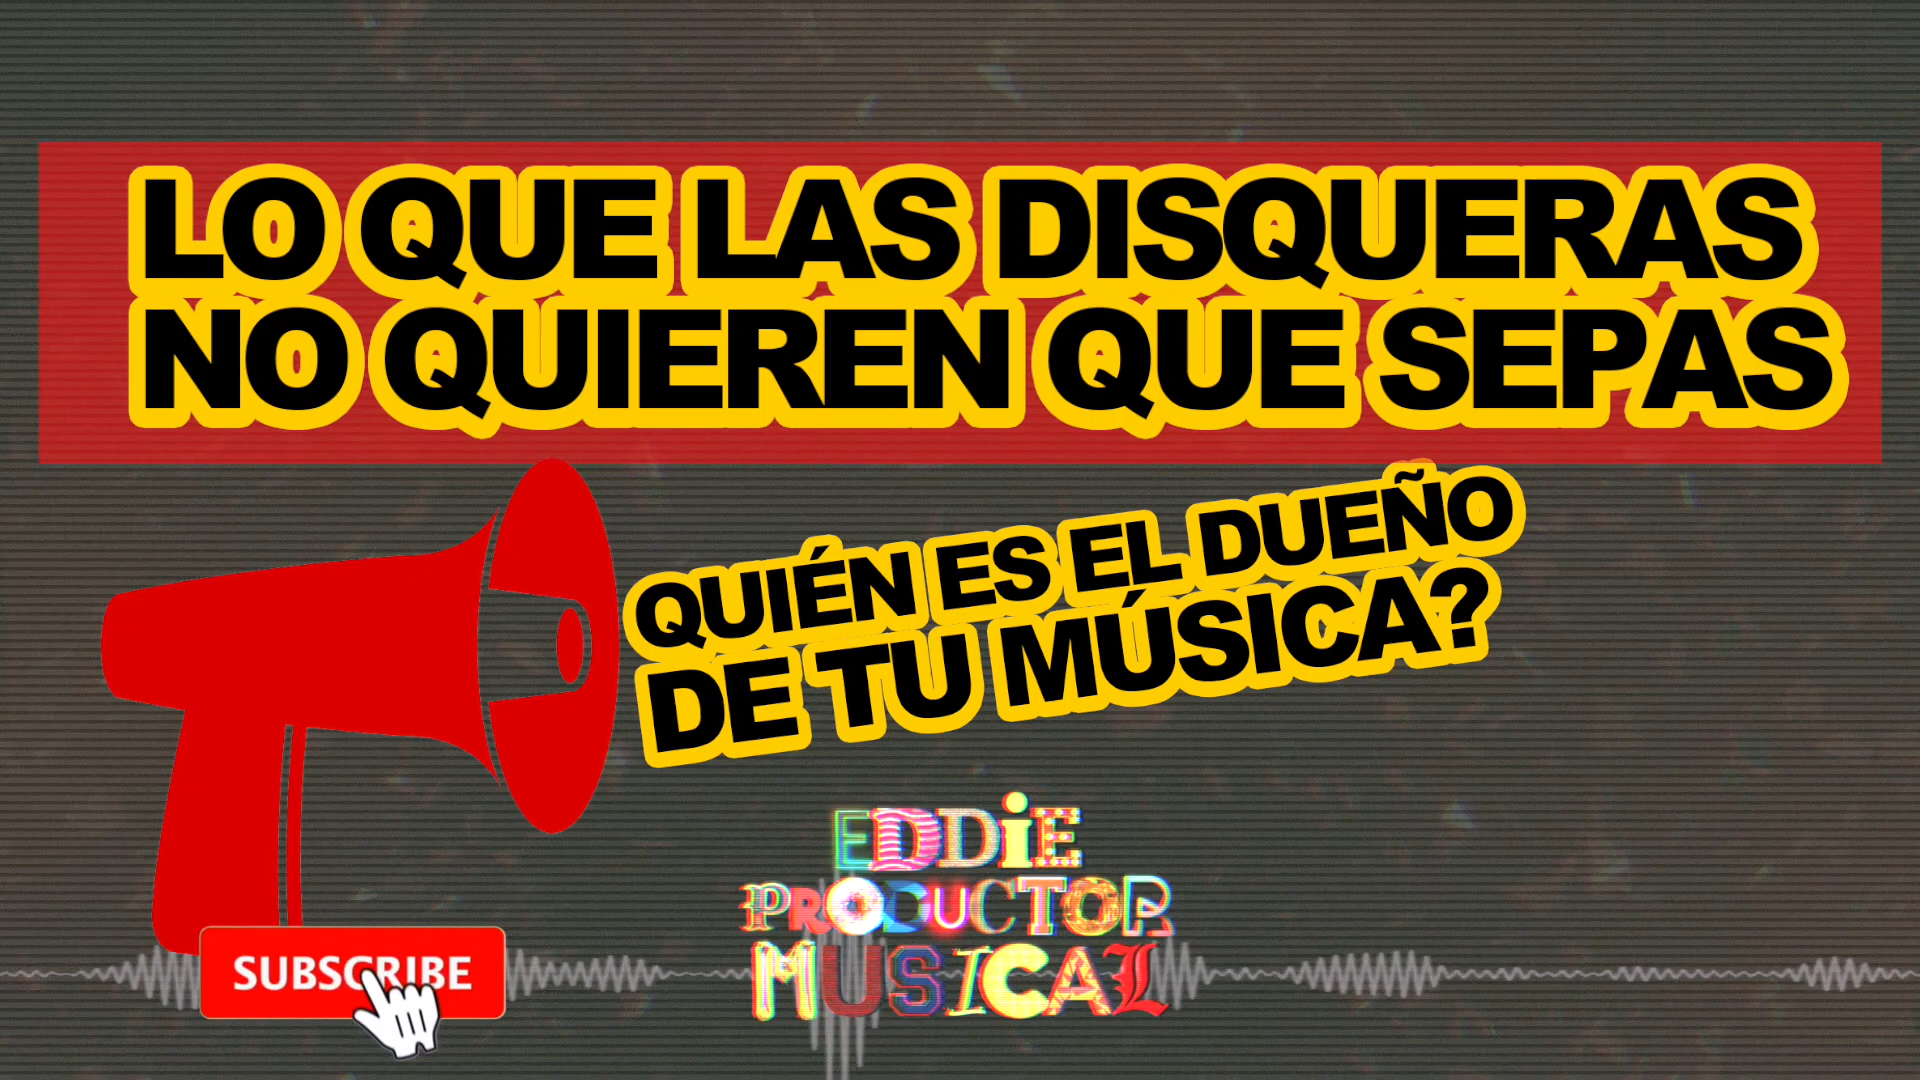 LO QUE LAS DISQUERAS
NO QUIEREN QUE SEPAS
QUIÉN ES EL DUEÑO
DE TU MÚSICA?
EDDiE
PRODUCTOR
MUSICAL
SUBSCRIBE